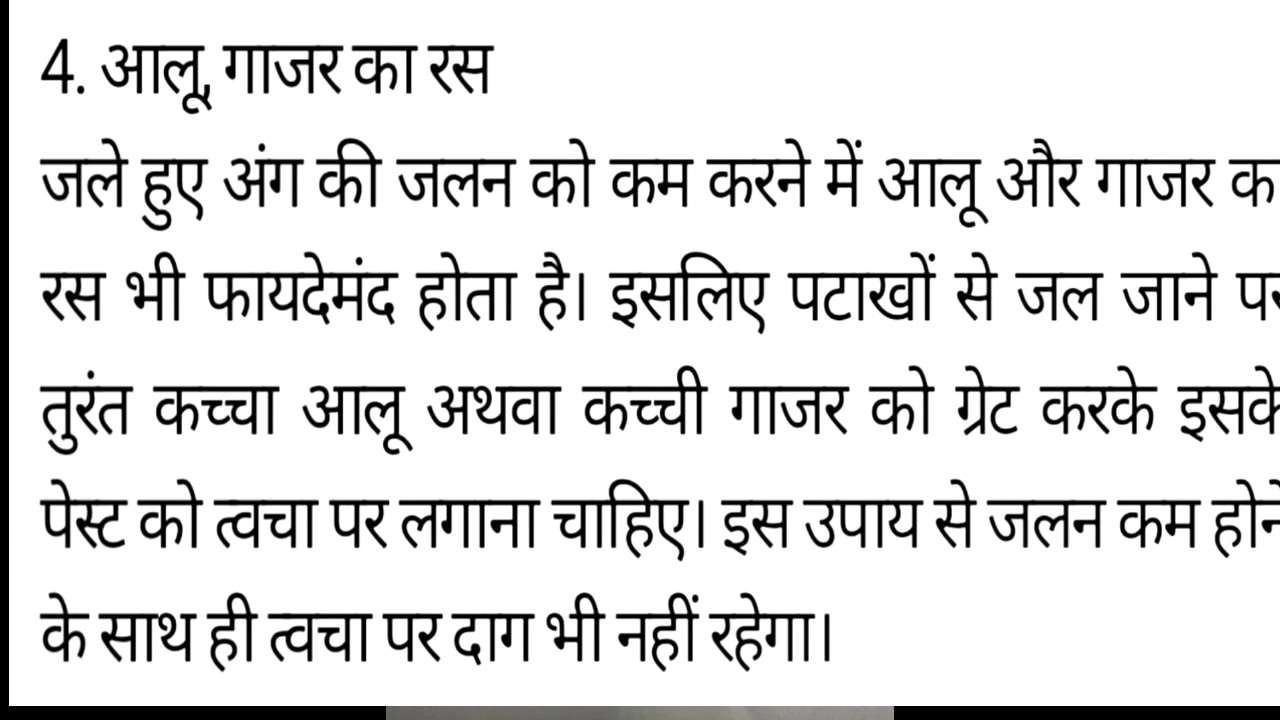 4. आलू, गाजर का रस
जले हुए अंग की जलन को कम करने में आलू और गाजर क
रस भी फायदेमंद होता है। इसलिए पटाखों से जल जाने
तुरंत कच्चा आलू अथवा कच्ची गाजर को ग्रेट करके इसके
पेस्ट को त्वचा पर लगाना चाहिए। इस उपाय से जलन कम होने
के साथ ही त्वचा पर दाग भी नहीं रहेगा।